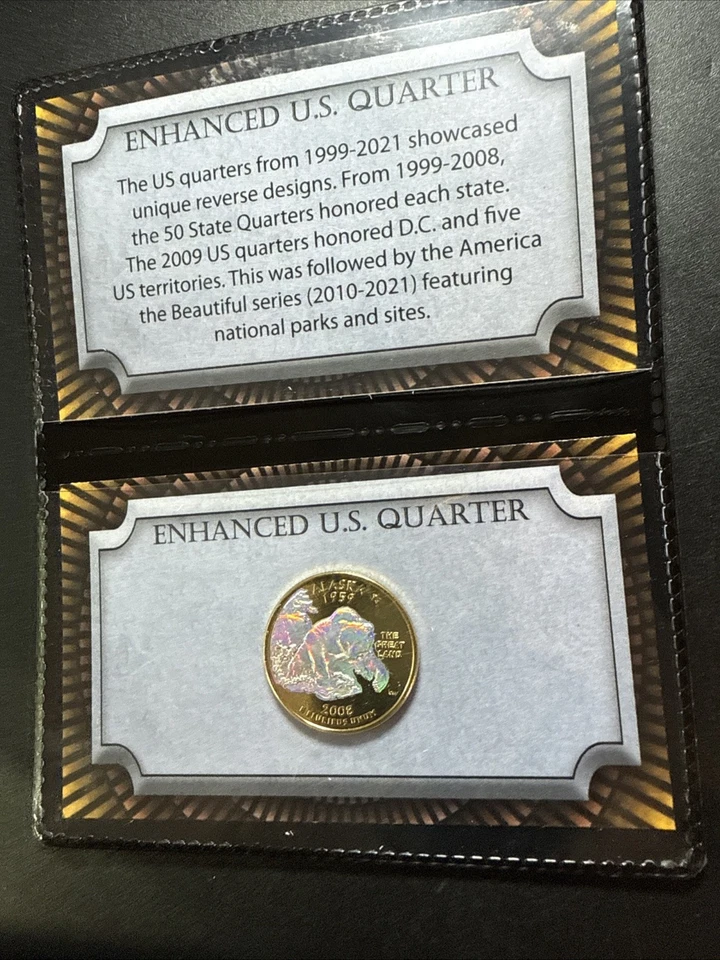 ENHANCED U.S. QUARTER
The US quarters from 1999-2021 showcased
unique reverse designs. From 1999-2008,
the 50 State Quarters honored each state.
The 2009 US quarters honored D.C. and five
US territories. This was followed by the America
the Beautiful series (2010-2021) featuring
national parks and sites.
ENHANCED U.S. QUARTER
ALASKA
1959
THE
GREAT
LAND
2008
E PLURIBUS UNUM